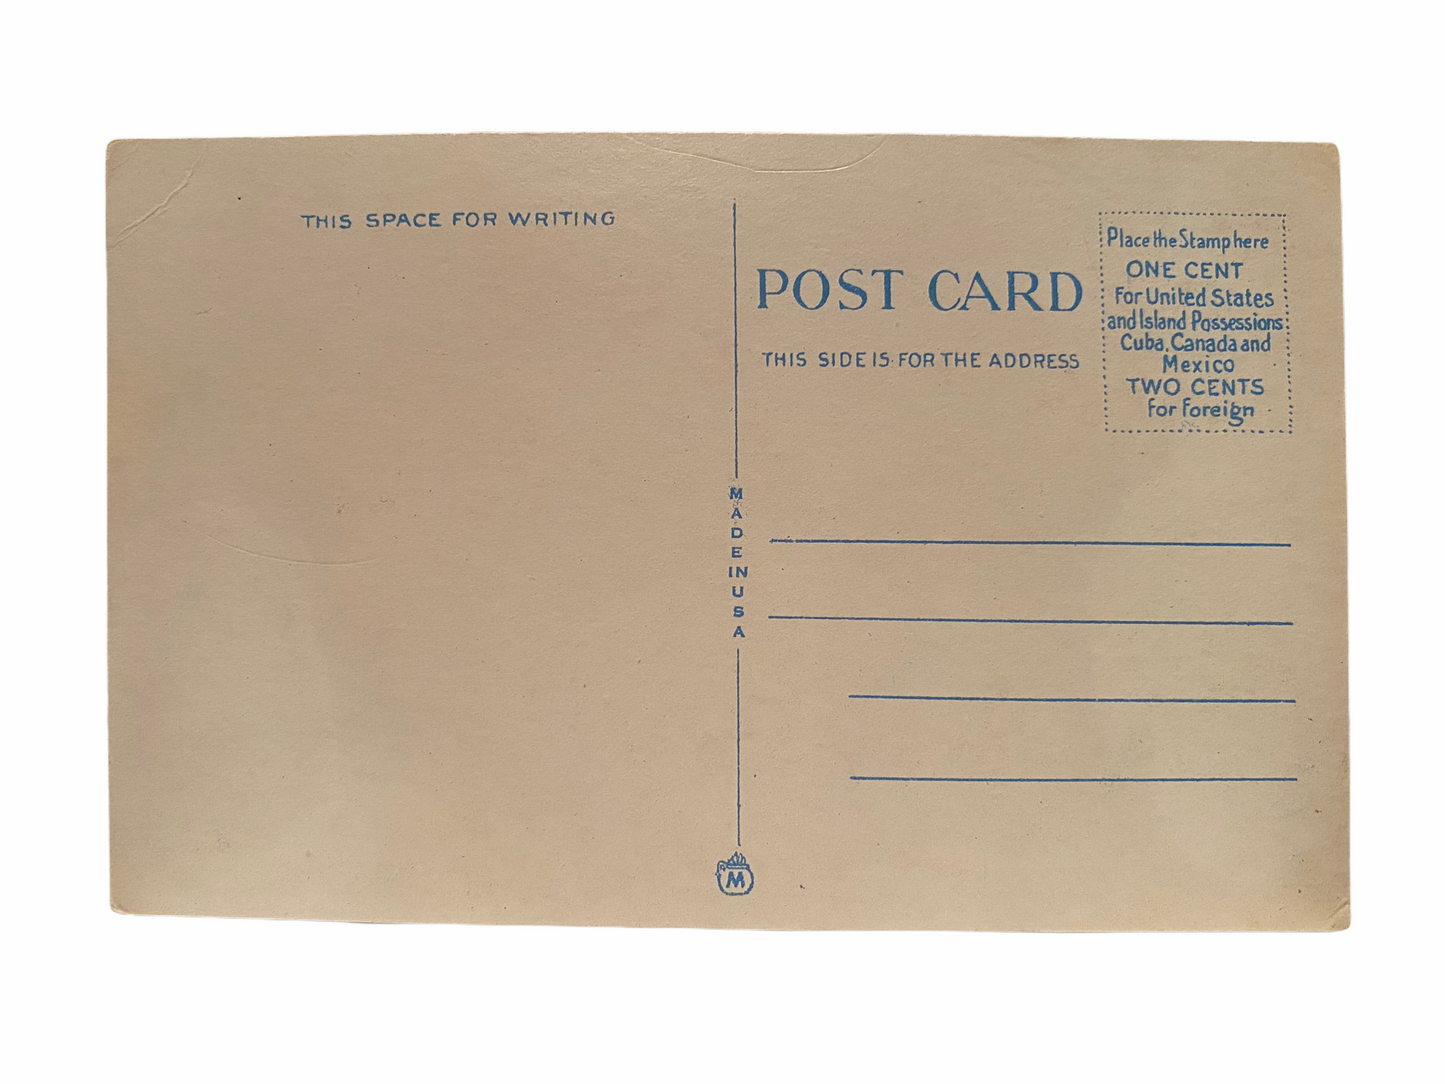 THIS SPACE FOR WRITING
POST CARD
THIS SIDE IS FOR THE ADDRESS
Place the Stamp here
ONE CENT
For United States
and Island Possessions
Cuba, Canada and
Mexico
TWO CENTS
for Foreign
MADE IN USA
M